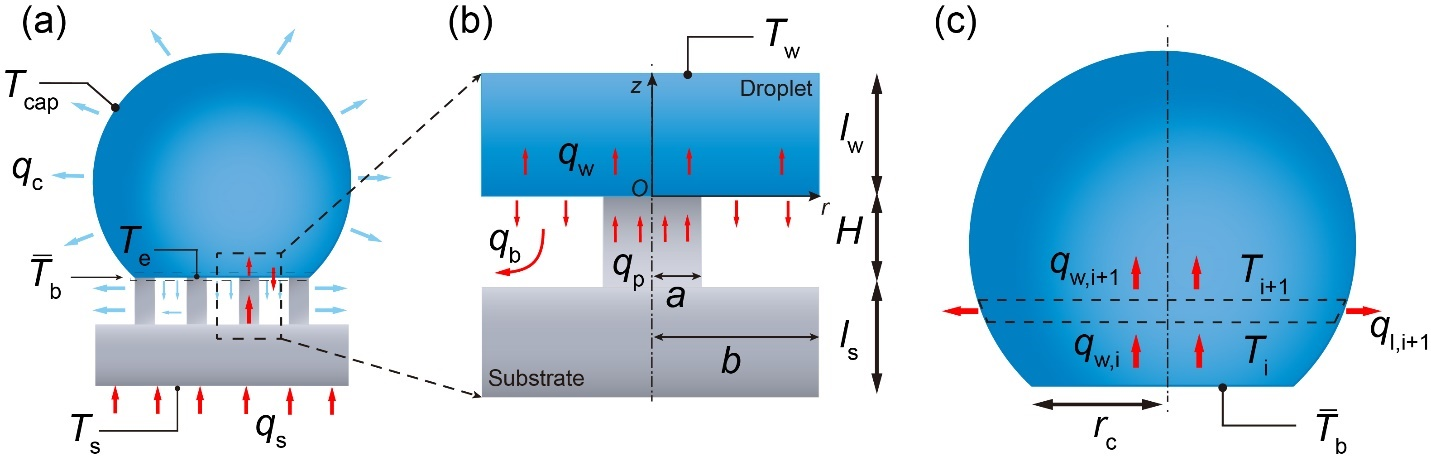 (a)
T_cap
q_c
T_e
T̄_b
T_s
q_s
(b)
T_w
z
Droplet
l_w
q_w
O
r
q_b
q_p
H
a
b
l_s
Substrate
(c)
q_w,i+1
T_i+1
q_l,i+1
q_w,i
T_i
r_c
T̄_b